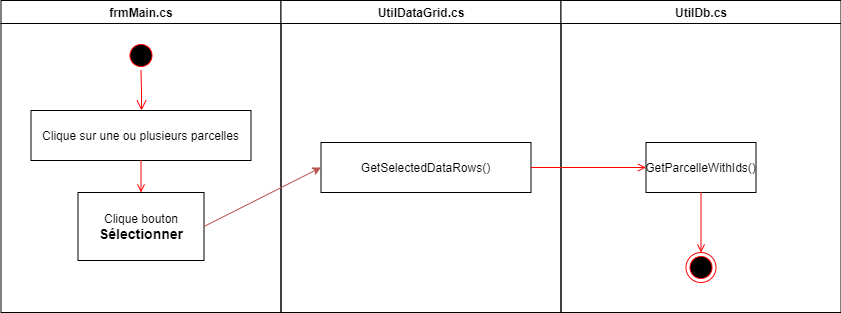 frmMain.cs
UtilDataGrid.cs
UtilDb.cs
Clique sur une ou plusieurs parcelles
GetSelectedDataRows()
GetParcelleWithIds()
Clique bouton
Sélectionner